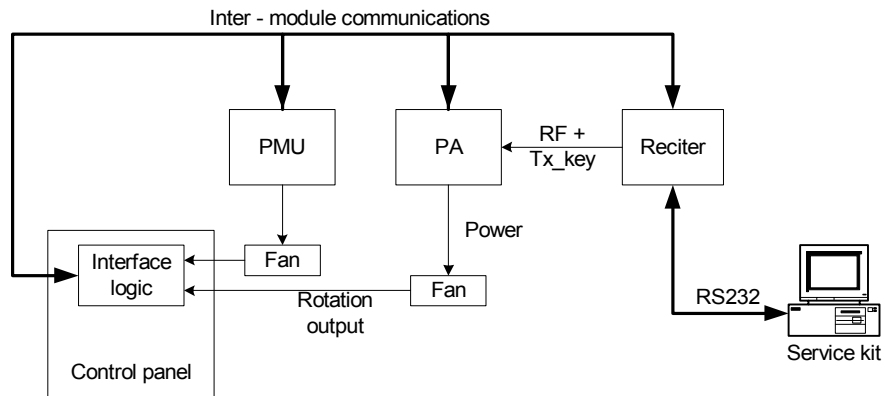 Inter - module communications
PMU
PA
RF +
Tx_key
Reciter
Power
Interface
logic
Fan
Fan
Rotation
output
RS232
Control panel
Service kit